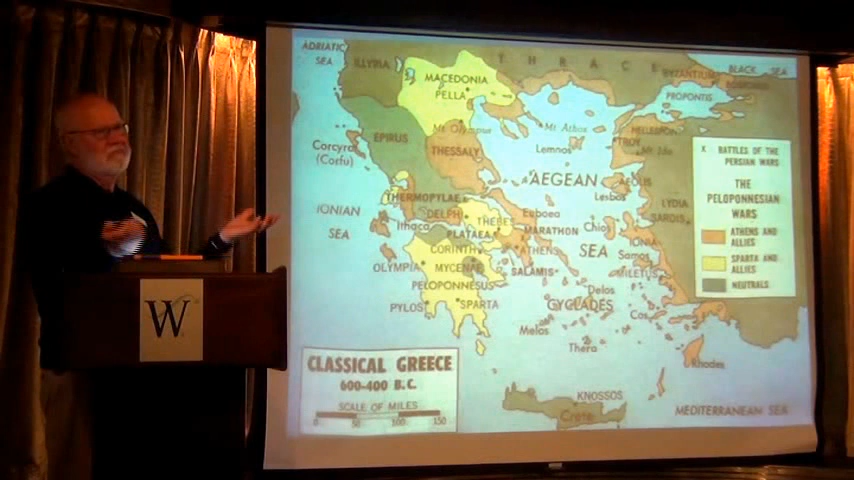 ADRIATIC
SEA
ILLYRIA
T H R A C E
BLACK SEA
BYZANTIUM
MACEDONIA
PELLA
PROPONTIS
Mt Olympus
Mt Athos
HELLESPONT
TROY
Mt Ida
EPIRUS
Corcyra
(Corfu)
THESSALY
Lemnos
AEGEAN
SEA
AEOLIS
Lesbos
THERMOPYLAE
DELPHI
THEBES
Euboea
LYDIA
SARDIS
IONIAN
SEA
Ithaca
PLATAEA
MARATHON
Chios
IONIA
CORINTH
ATHENS
Samos
OLYMPIA
MYCENAE
SALAMIS
MILETUS
PELOPONNESUS
Delos
CYCLADES
PYLOS
SPARTA
Cos
Melos
Thera
Rhodes
KNOSSOS
Crete
MEDITERRANEAN SEA
X BATTLES OF THE
PERSIAN WARS
THE
PELOPONNESIAN
WARS
ATHENS AND
ALLIES
SPARTA AND
ALLIES
NEUTRALS
CLASSICAL GREECE
600-400 B.C.
SCALE OF MILES
0 50 100 150
W